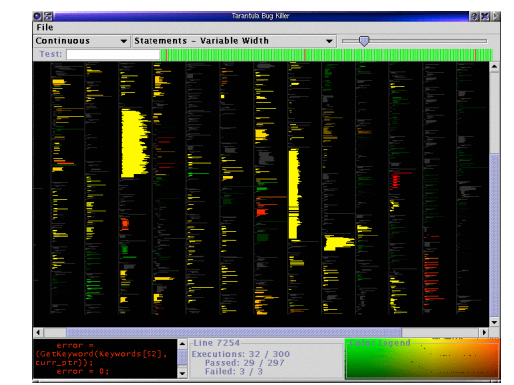 Tarantula Bug Killer
File
Continuous
Statements - Variable Width
Test:
error =
(GetKeyword(keywords[52],
curr_ptr));
error = 0;
Line 7254
Executions: 32 / 300
Passed: 29 / 297
Failed: 3 / 3
Color Legend